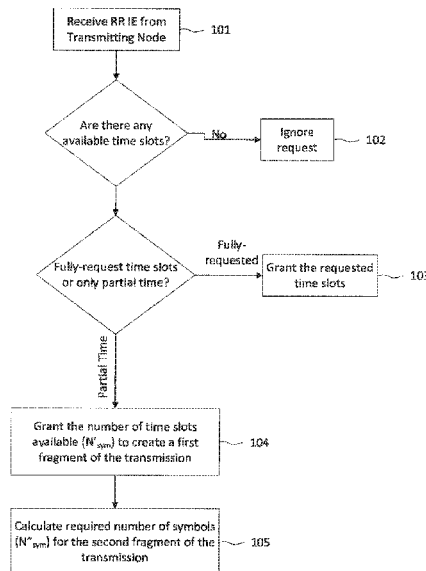 Receive RR IE from
Transmitting Node
101
Are there any
available time slots?
No
Ignore
request
102
Fully-request time slots
or only partial time?
Fully-
requested
Grant the requested
time slots
103
Partial Time
Grant the number of time slots
available (N'sym) to create a first
fragment of the transmission
104
Calculate required number of symbols
(N"sym) for the second fragment of the
transmission
105